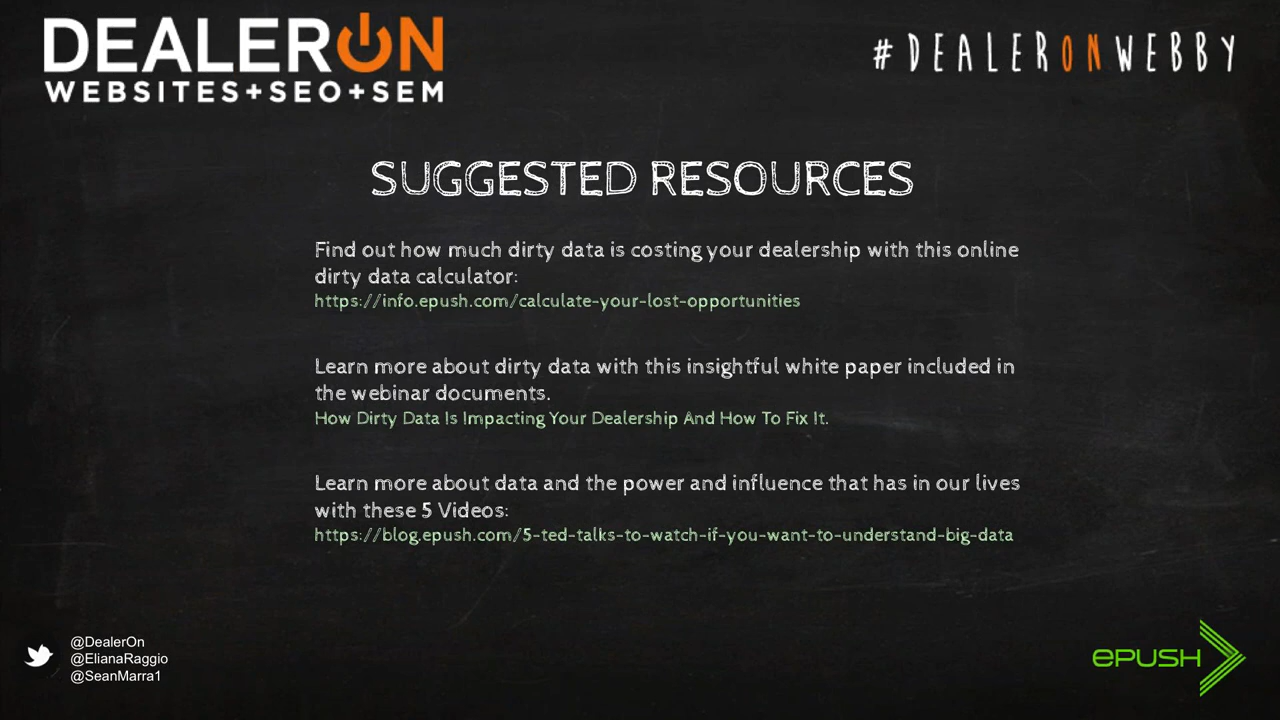 DEALERON
WEBSITES+SEO+SEM
#DEALERONWEBBY
SUGGESTED RESOURCES
Find out how much dirty data is costing your dealership with this online
dirty data calculator:
https://info.epush.com/calculate-your-lost-opportunities
Learn more about dirty data with this insightful white paper included in
the webinar documents.
How Dirty Data Is Impacting Your Dealership And How To Fix It.
Learn more about data and the power and influence that has in our lives
with these 5 Videos:
https://blog.epush.com/5-ted-talks-to-watch-if-you-want-to-understand-big-data
@DealerOn
@ElianaRaggio
@SeanMarra1
ePUSH